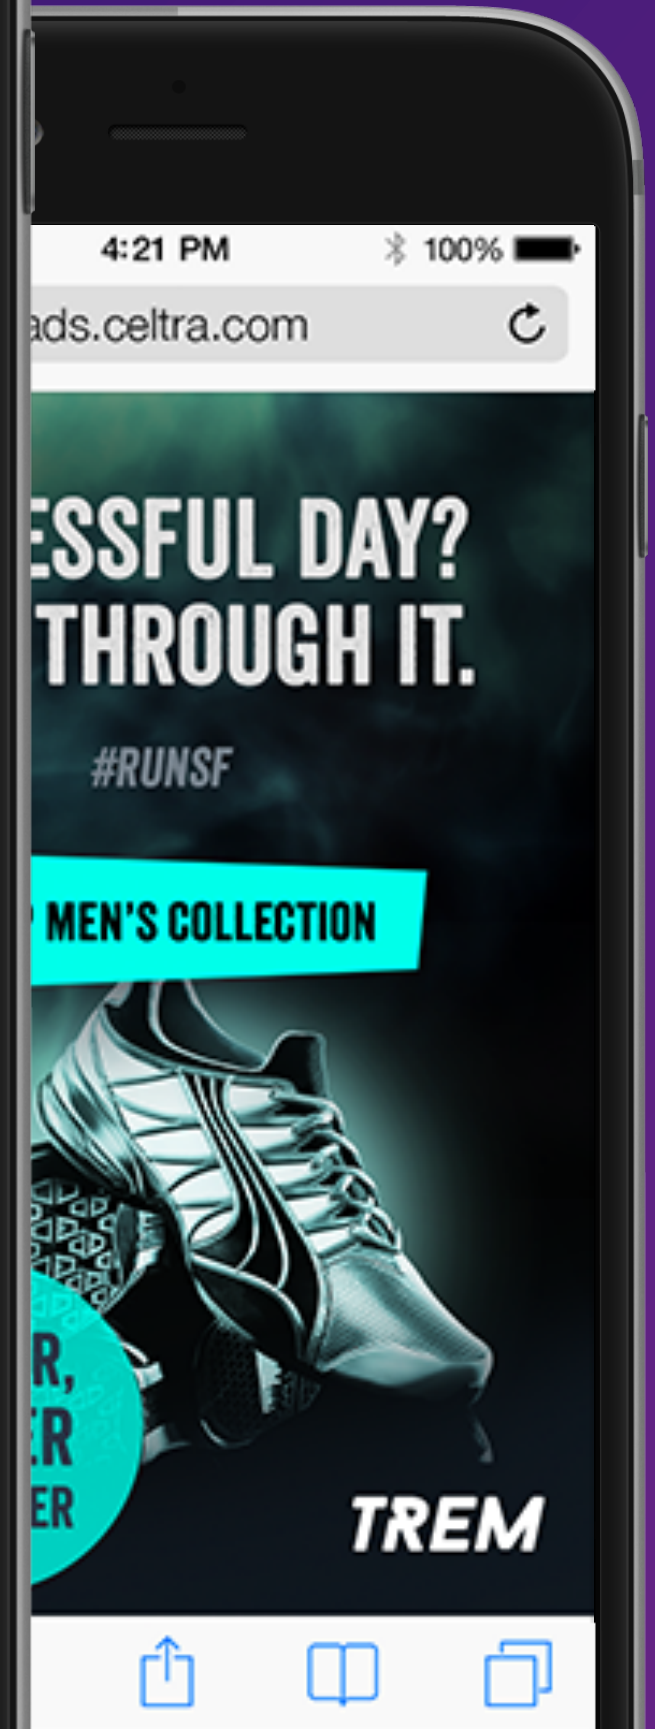 4:21 PM 100%
ads.celtra.com
ESSFUL DAY?
THROUGH IT.
#RUNSF
MEN'S COLLECTION
R,
ER
ER
TREM